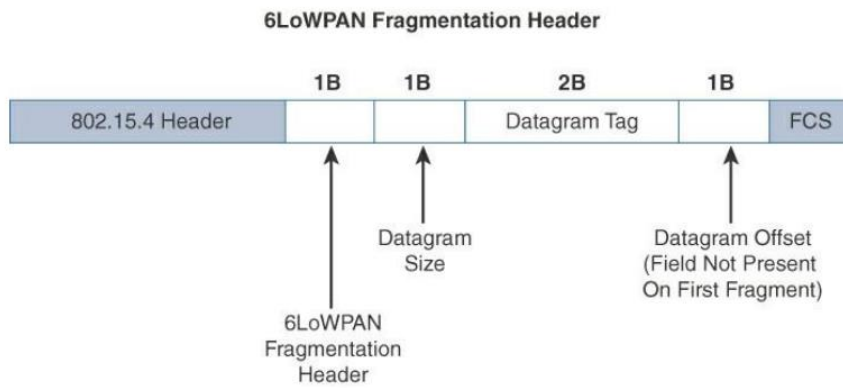 6LoWPAN Fragmentation Header
1B 1B 2B 1B
802.15.4 Header Datagram Tag FCS
Datagram
Size
Datagram Offset
(Field Not Present
On First Fragment)
6LoWPAN
Fragmentation
Header